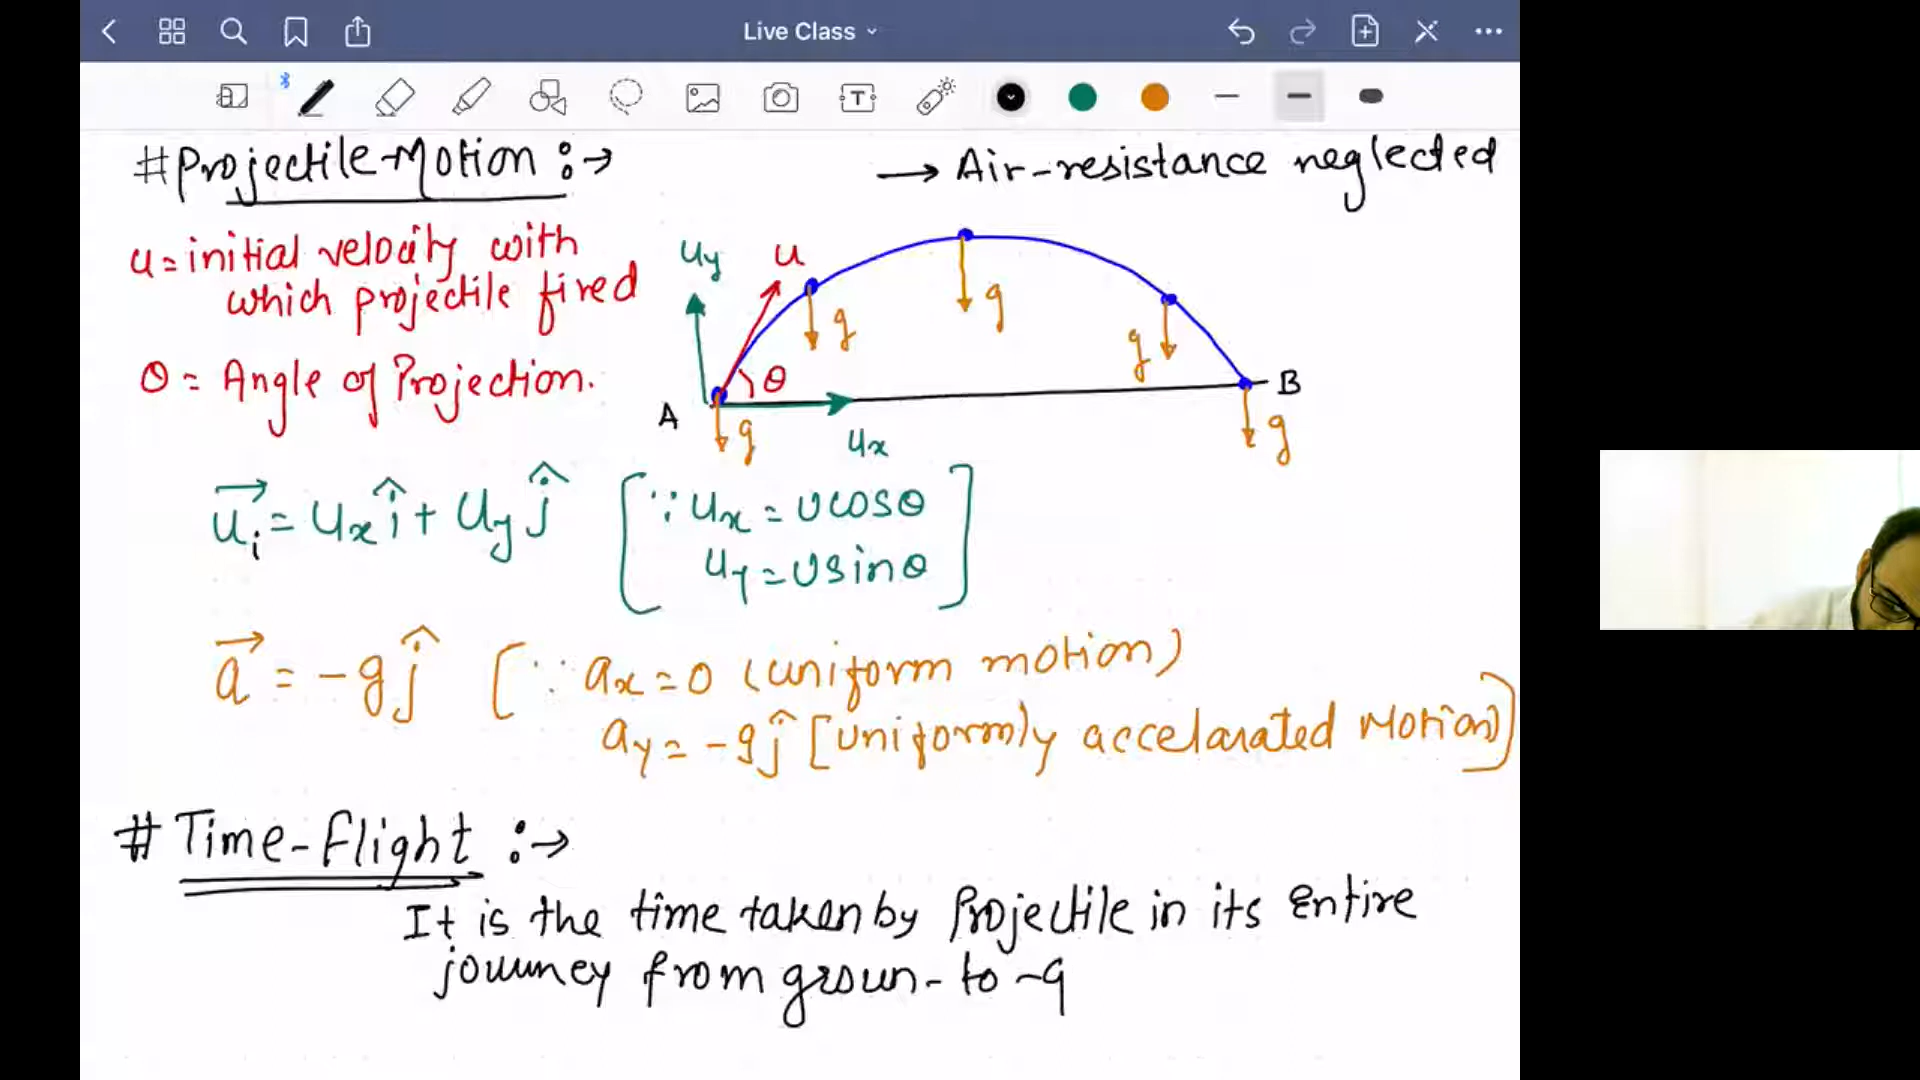 Live Class
#Projectile-Motion :→
→ Air-resistance neglected
u = initial velocity with
which projectile fired
θ = Angle of Projection.
uy
u
g
g
g
θ
A
B
g
ux
g
u⃗i = ux î + uy ĵ [∵ ux = ucosθ
uy = usinθ]
a⃗ = -g ĵ [∵ ax = 0 (uniform motion)
ay = -g ĵ [uniformly accelarated Motion)]
# Time-Flight :→
It is the time taken by Projectile in its Entire
journey from groun-to-g